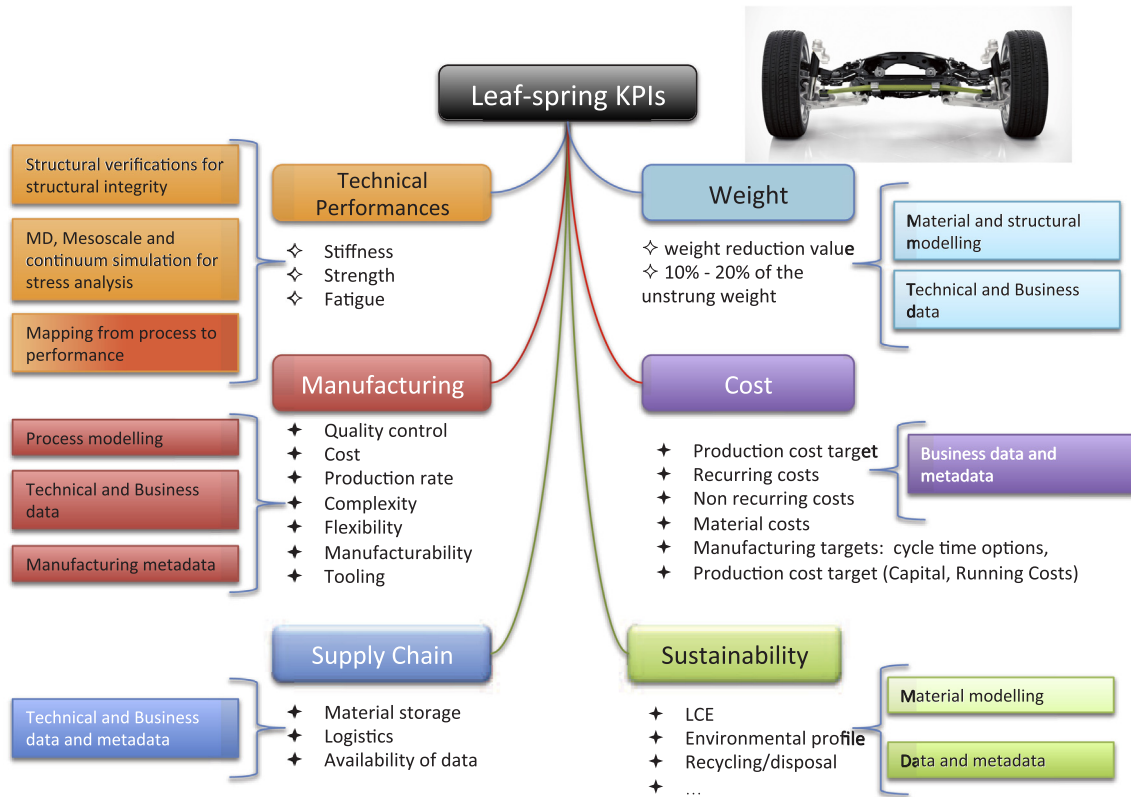 Leaf-spring KPIs
Structural verifications for
structural integrity
MD, Mesoscale and
continuum simulation for
stress analysis
Mapping from process to
performance
Technical
Performances
Stiffness
Strength
Fatigue
Weight
weight reduction value
10% - 20% of the
unstrung weight
Material and structural
modelling
Technical and Business
data
Manufacturing
Quality control
Cost
Production rate
Complexity
Flexibility
Manufacturability
Tooling
Process modelling
Technical and Business
data
Manufacturing metadata
Cost
Production cost target
Recurring costs
Non recurring costs
Material costs
Manufacturing targets: cycle time options,
Production cost target (Capital, Running Costs)
Business data and
metadata
Supply Chain
Material storage
Logistics
Availability of data
Technical and Business
data and metadata
Sustainability
LCE
Environmental profile
Recycling/disposal
...
Material modelling
Data and metadata